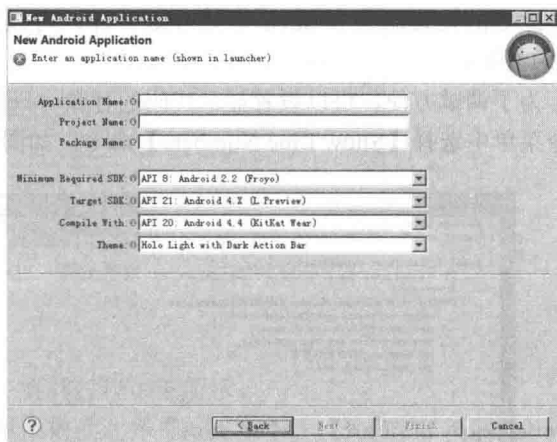 New Android Application
New Android Application
Enter an application name (shown in launcher)
Application Name:
Project Name:
Package Name:
Minimum Required SDK: API 8: Android 2.2 (Froyo)
Target SDK: API 21: Android 4.X (L Preview)
Compile With: API 20: Android 4.4 (KitKat Wear)
Theme: Holo Light with Dark Action Bar
?
< Back
Next >
Finish
Cancel